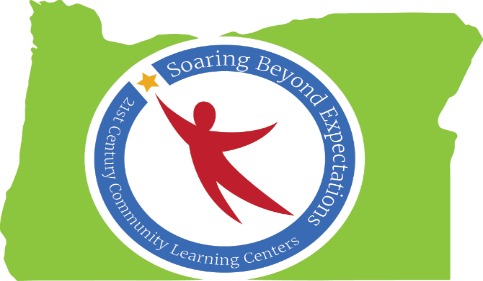 Soaring Beyond Expectations
21st Century Community Learning Centers